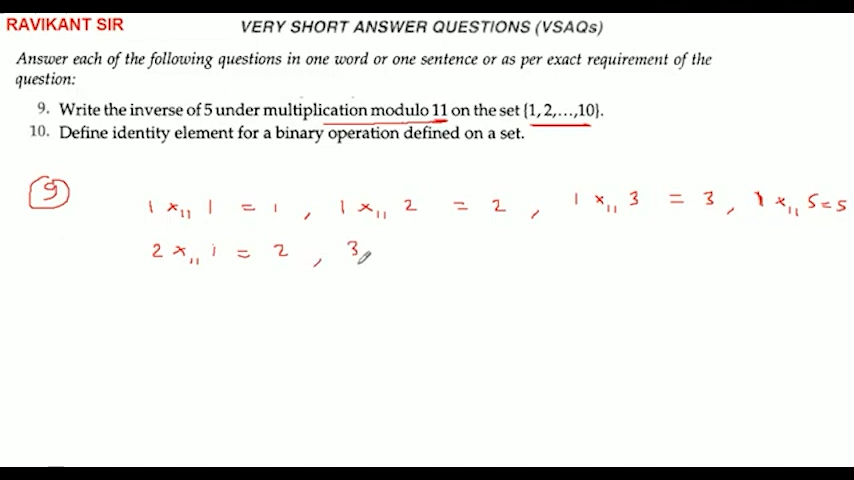 RAVIKANT SIR
VERY SHORT ANSWER QUESTIONS (VSAQs)
Answer each of the following questions in one word or one sentence or as per exact requirement of the
question:
9. Write the inverse of 5 under multiplication modulo 11 on the set {1, 2,...,10}.
10. Define identity element for a binary operation defined on a set.
9 1 ×₁₁ 1 = 1 , 1 ×₁₁ 2 = 2 , 1 ×₁₁ 3 = 3 , 1 ×₁₁ 5 = 5
2 ×₁₁ 1 = 2 , 3